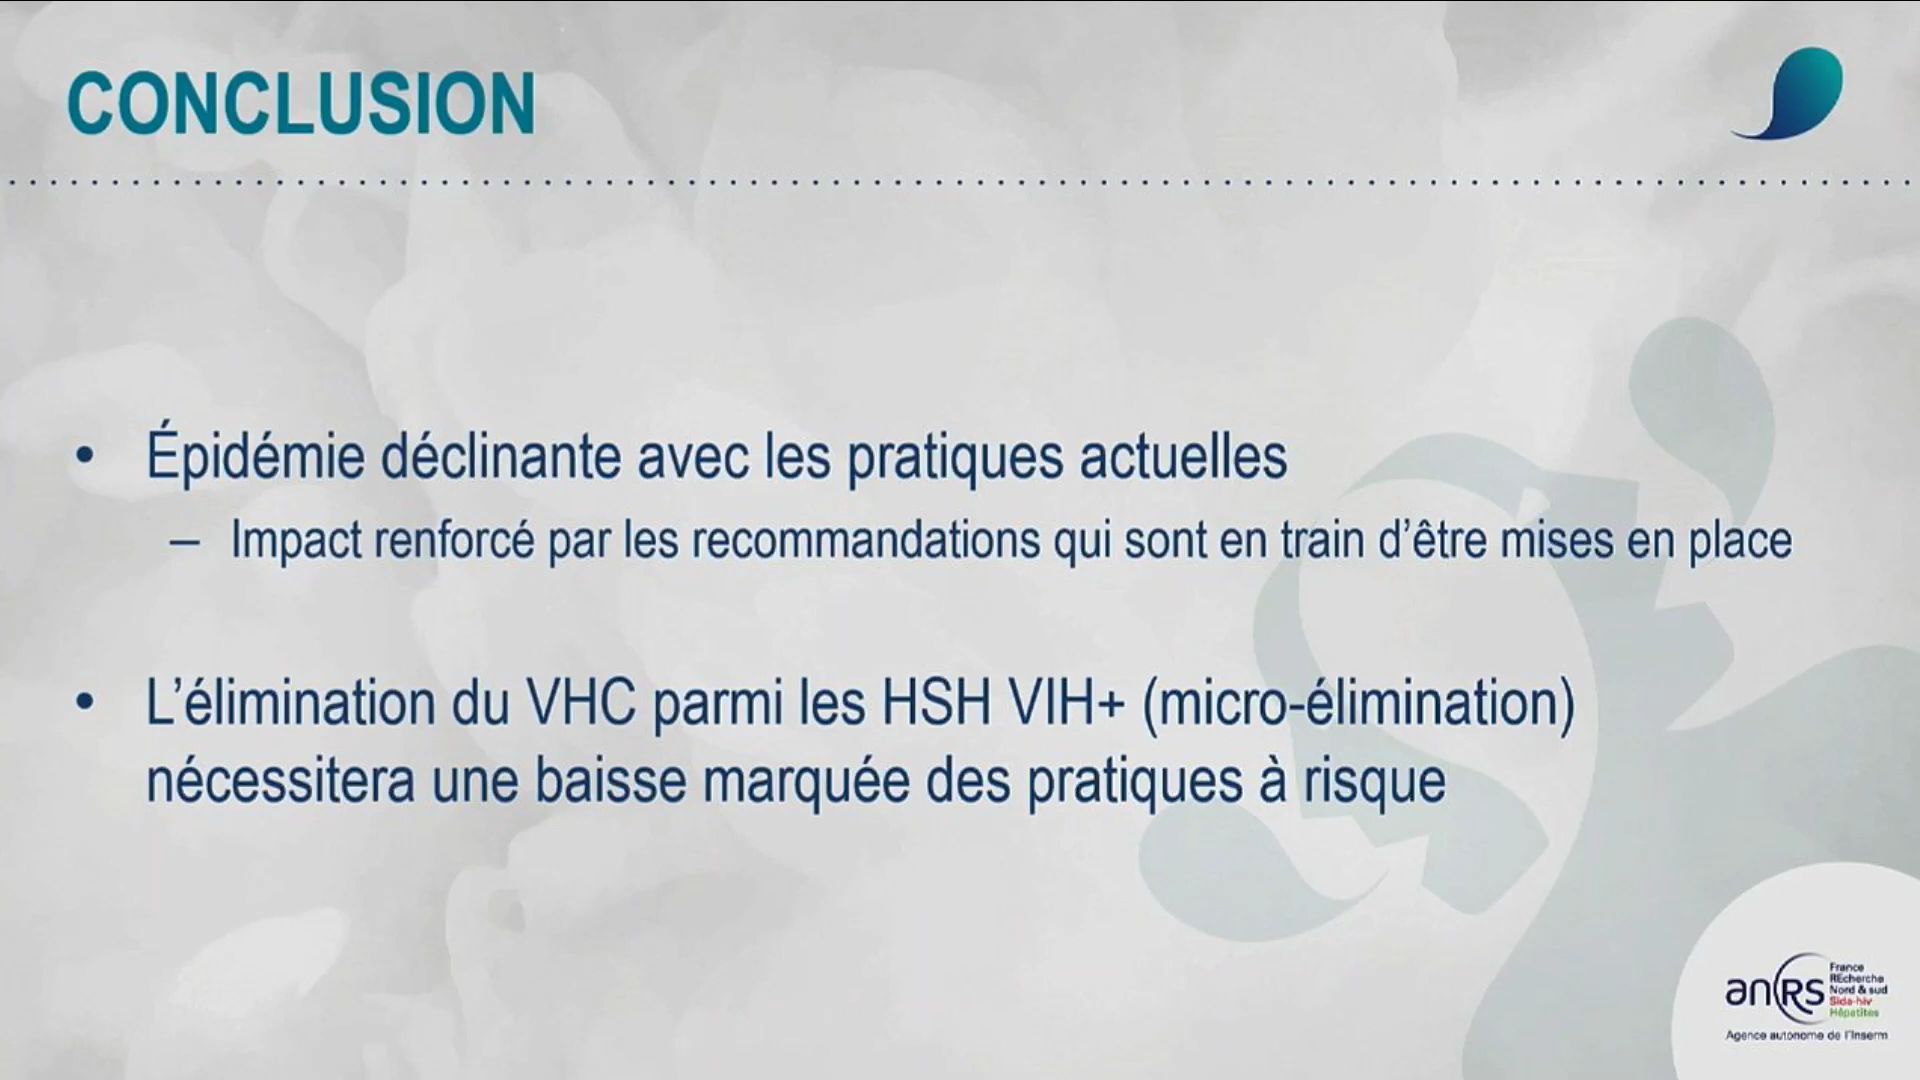 CONCLUSION
• Épidémie déclinante avec les pratiques actuelles
– Impact renforcé par les recommandations qui sont en train d’être mises en place
• L’élimination du VHC parmi les HSH VIH+ (micro-élimination)
nécessitera une baisse marquée des pratiques à risque
anRS
France
REcherche
Nord & sud
Sida-hiv
Hépatites
Agence autonome de l'Inserm